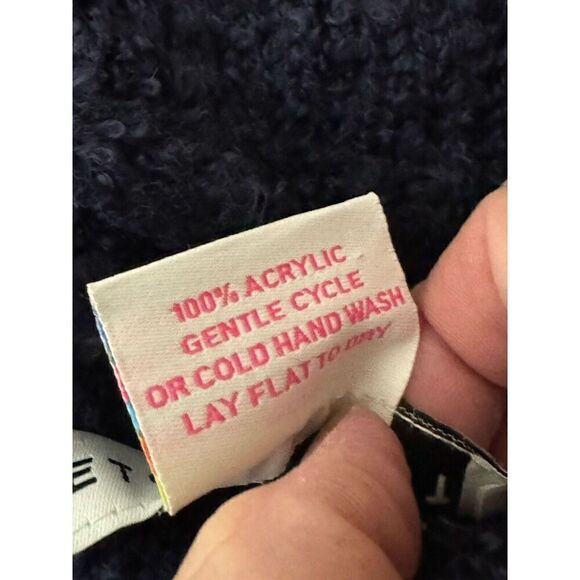 100% ACRYLIC
GENTLE CYCLE
OR COLD HAND WASH
LAY FLAT TO DRY